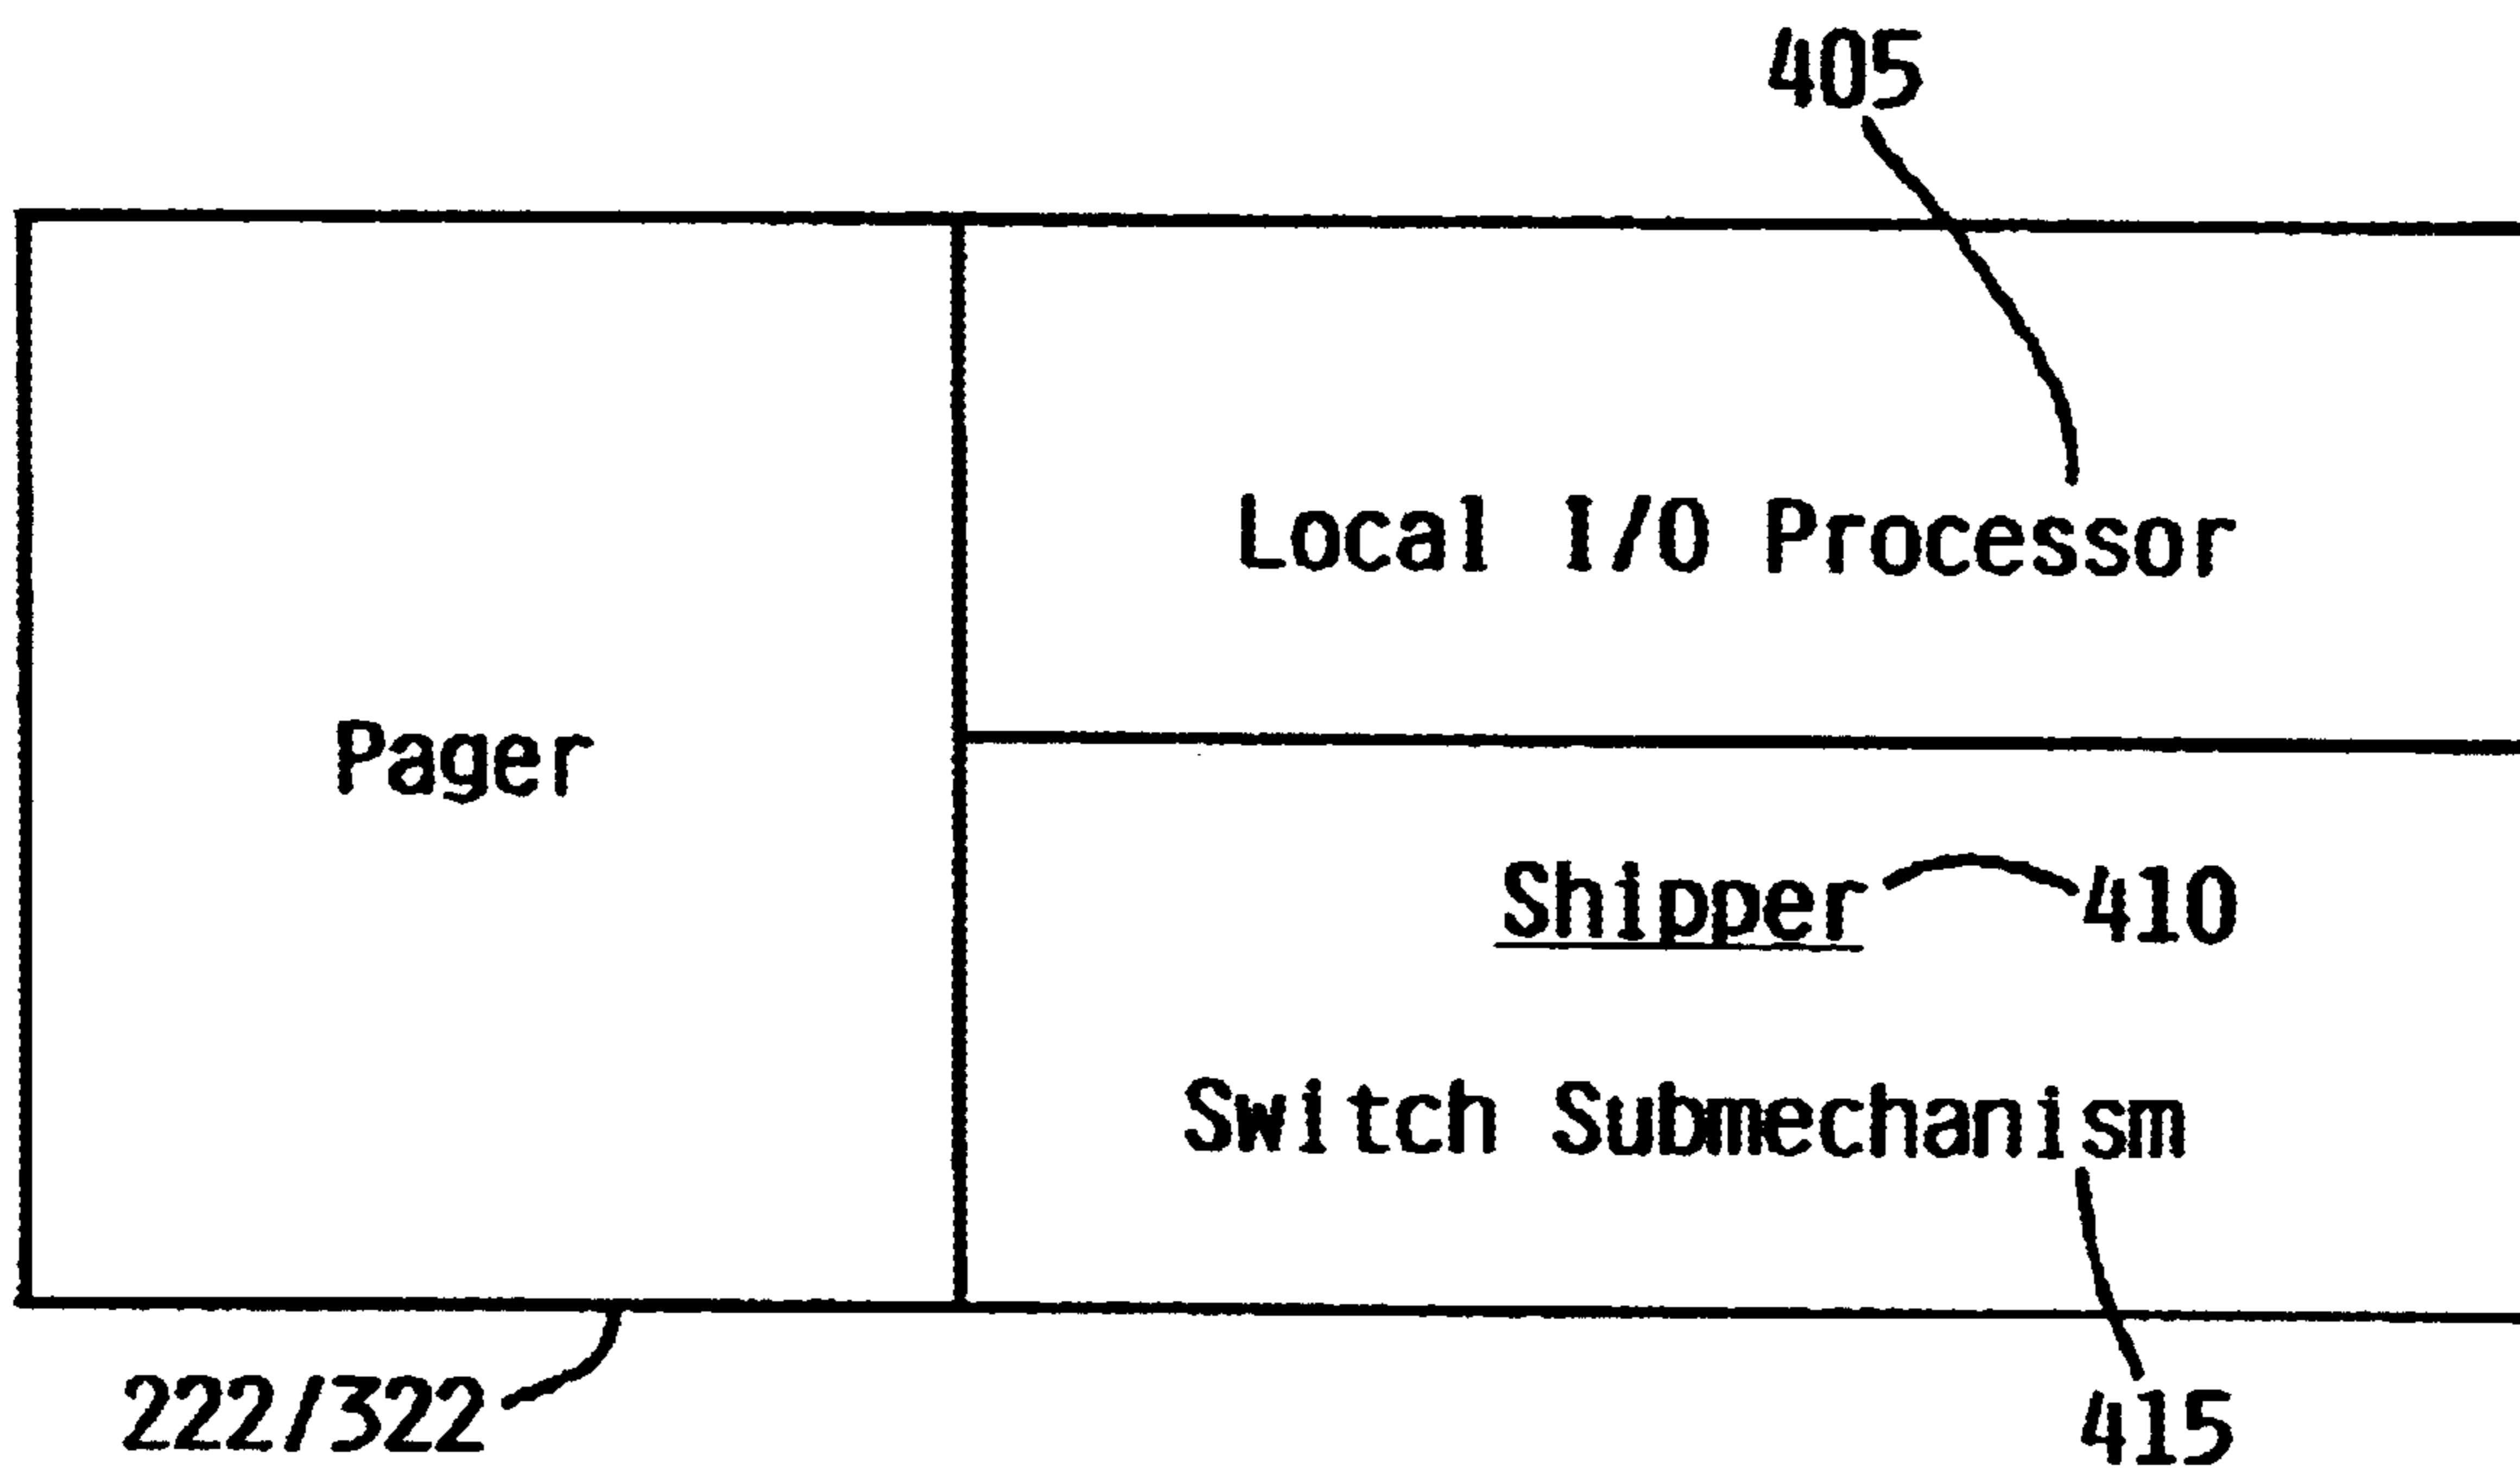 405
Local I/O Processor
Pager
Shipper 410
Switch Submechanism
222/322
415